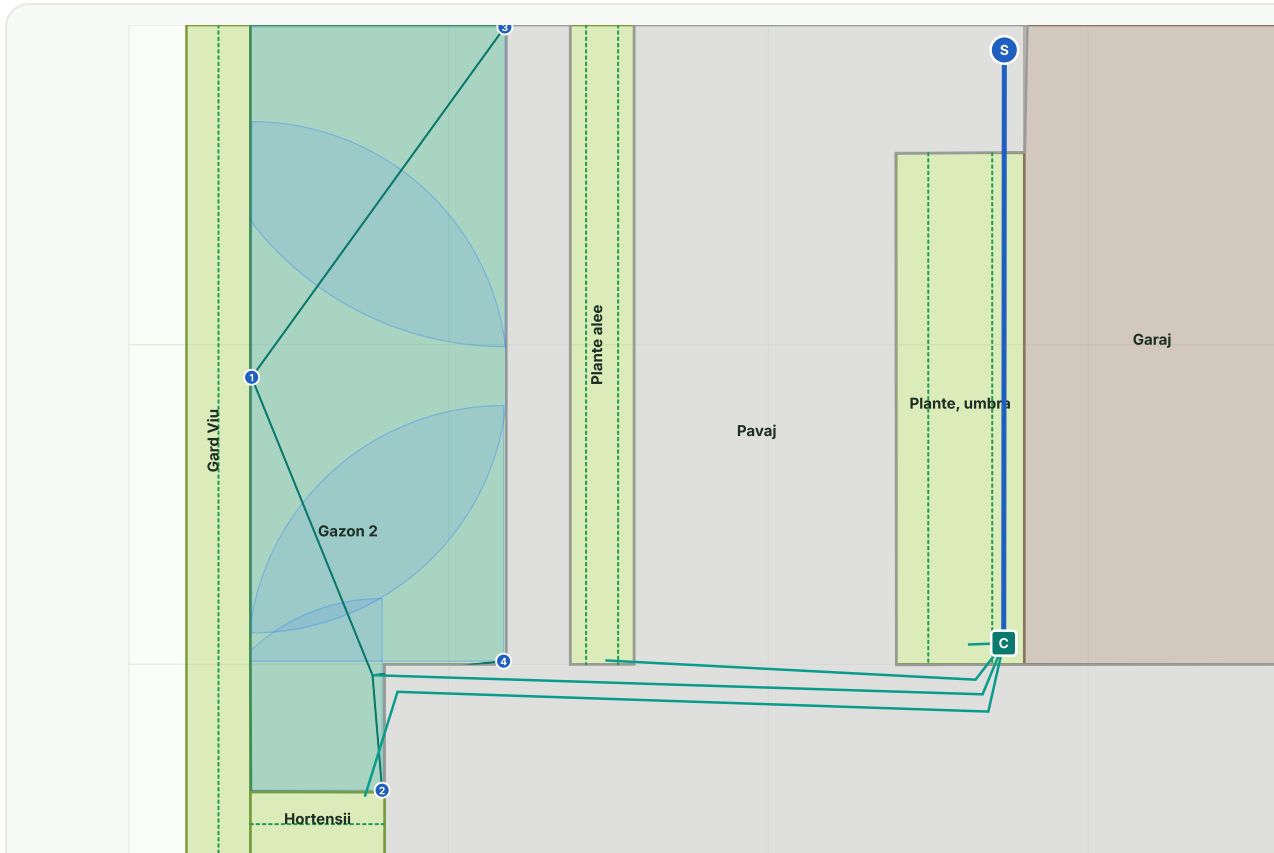 3
S
Plante alee
Garaj
1
Plante, umbra
Gard Viu
Pavaj
Gazon 2
C
4
2
Hortensii